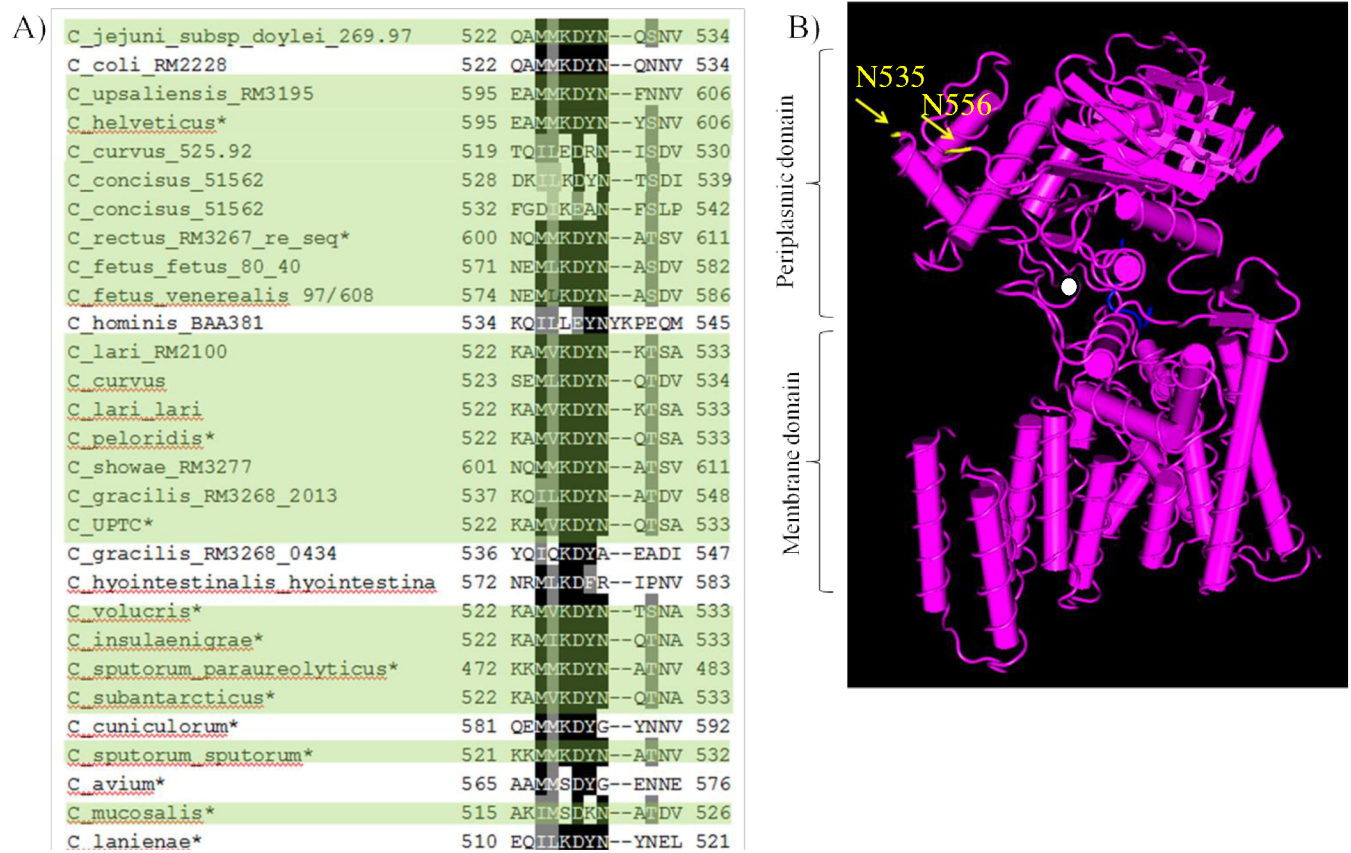 A)
C_jejuni_subsp_doylei_269.97 522 QAMMKDYN--QSNV 534
C_coli_RM2228 522 QAMMKDYN--QNNV 534
C_upsaliensis_RM3195 595 EAMMKDYN--FNNV 606
C_helveticus* 595 EAMMKDYN--YSNV 606
C_curvus_525.92 519 TQILEDRN--ISDV 530
C_concisus_51562 528 DKILKDYN--TSDI 539
C_concisus_51562 532 FGDIKEAN--FSLP 542
C_rectus_RM3267_re_seq* 600 NQMMKDYN--ATSV 611
C_fetus_fetus_80_40 571 NEMLKDYN--ASDV 582
C_fetus_venerealis 97/608 574 NEMLKDYN--ASDV 586
C_hominis_BAA381 534 KQILLEYNYKPEQM 545
C_lari_RM2100 522 KAMVKDYN--KTSA 533
C_curvus 523 SEMLKDYN--QTDV 534
C_lari_lari 522 KAMVKDYN--KTSA 533
C_peloridis* 522 KAMVKDYN--QTSA 533
C_showae_RM3277 601 NQMMKDYN--ATSV 611
C_gracilis_RM3268_2013 537 KQILKDYN--ATDV 548
C_UPTC* 522 KAMVKDYN--QTSA 533
C_gracilis_RM3268_0434 536 YQIQKDYA--EADI 547
C_hyointestinalis_hyointestina 572 NRMLKDFR--IPNV 583
C_volucris* 522 KAMVKDYN--TSNA 533
C_insulaenigrae* 522 KAMIKDYN--QTNA 533
C_sputorum_paraureolyticus* 472 KKMMKDYN--ATNV 483
C_subantarcticus* 522 KAMVKDYN--QTNA 533
C_cuniculorum* 581 QEMMKDYG--YNNV 592
C_sputorum_sputorum* 521 KKMMKDYN--ATNV 532
C_avium* 565 AAMMSDYG--ENNE 576
C_mucosalis* 515 AKIMSDKN--ATDV 526
C_lanienae* 510 EQILKDYN--YNEL 521
B)
N535
N556
Periplasmic domain
Membrane domain